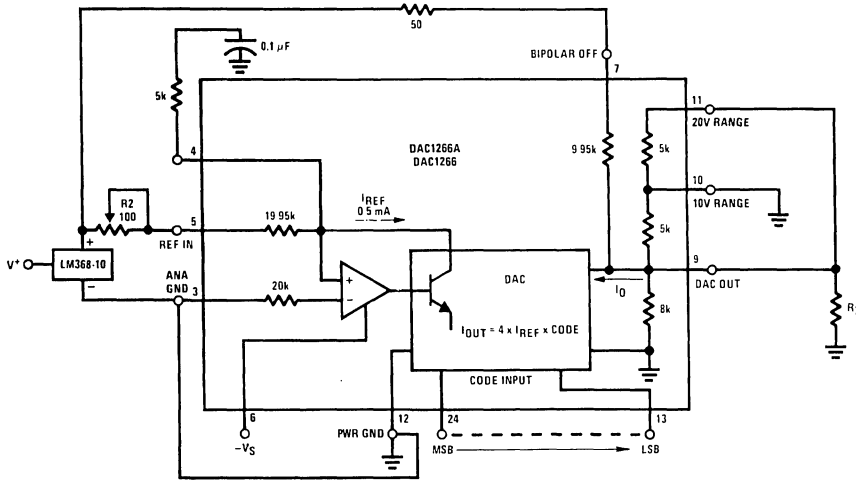 50
0.1 μF
BIPOLAR OFF
7
5k
11
20V RANGE
DAC1266A
DAC1266
9 95k
5k
4
10
10V RANGE
R2
100
5
REF IN
19 95k
IREF
0 5 mA
5k
V+
LM368-10
+
−
ANA
GND
3
20k
+
−
DAC
9
DAC OUT
IO
8k
R
IOUT = 4 x IREF x CODE
CODE INPUT
6
−VS
12
PWR GND
24
MSB
13
LSB